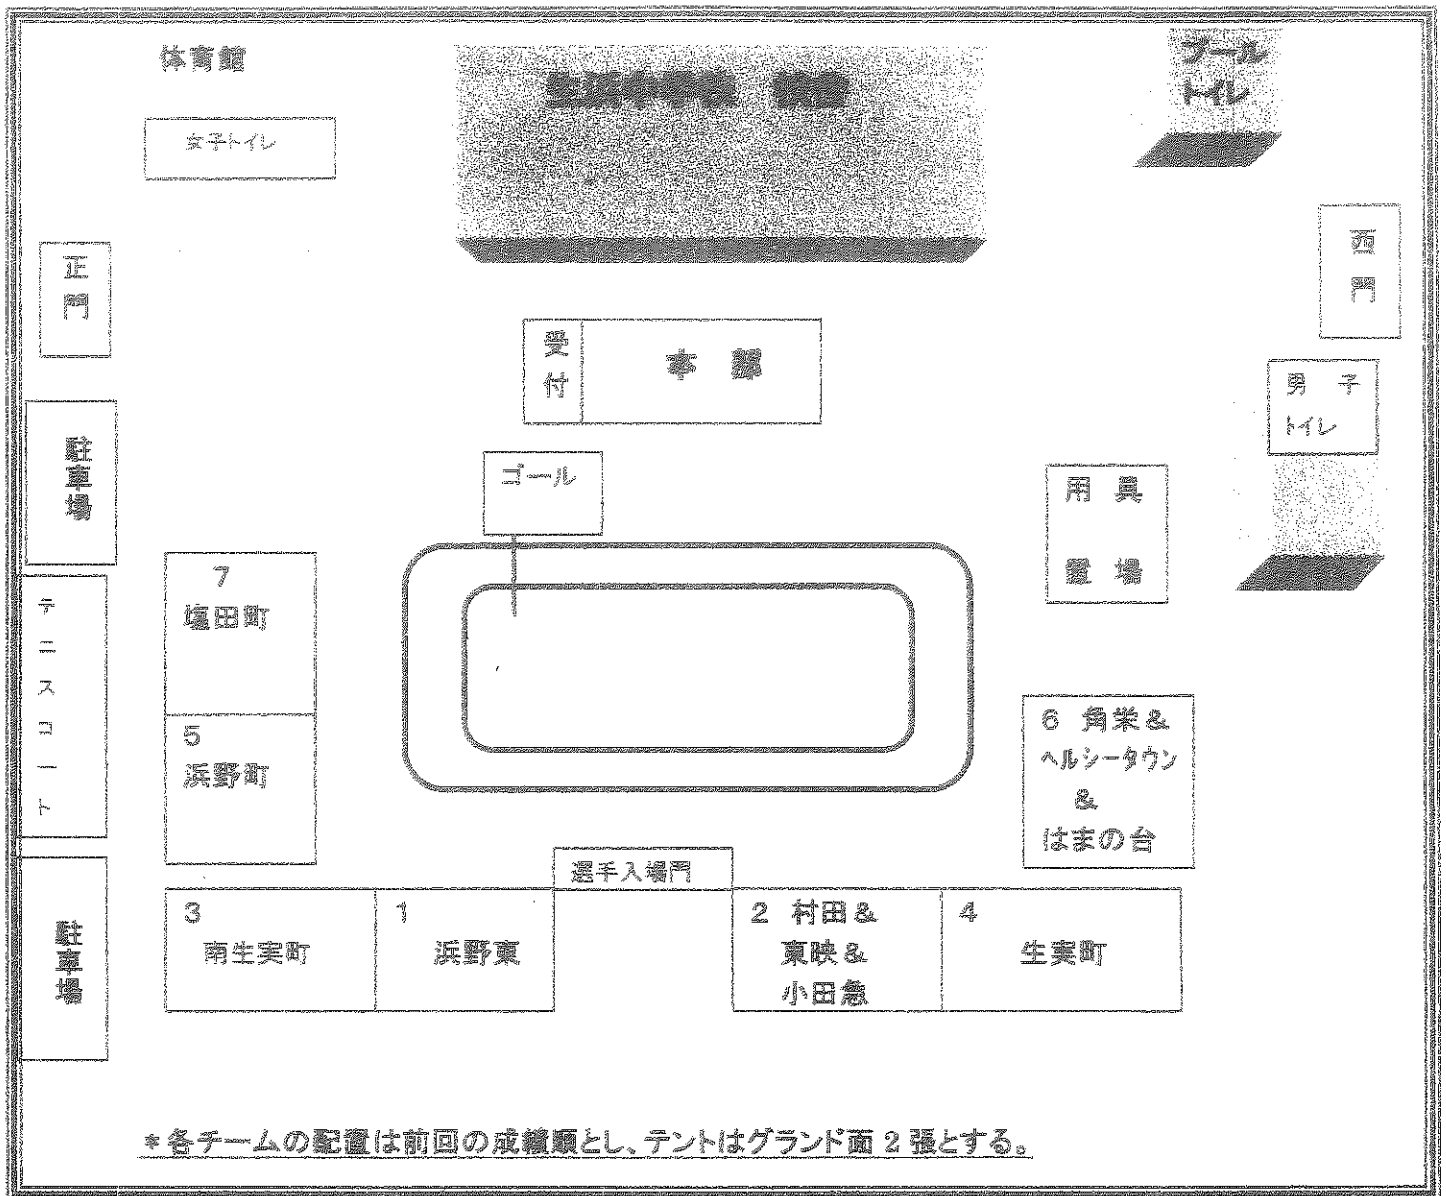 体育館
プール
トイレ
女子トイレ
正門
西門
受付
本部
男子
トイレ
駐車場
ゴール
用具
置場
7
塩田町
テニスコート
5
浜野町
6 角栄&
ヘルシータウン
&
はまの台
選手入場門
3
南生実町
1
浜野東
2 村田&
東映&
小田急
4
生実町
駐車場
*各チームの配置は前回の成績順とし、テントはグランド面2張とする。